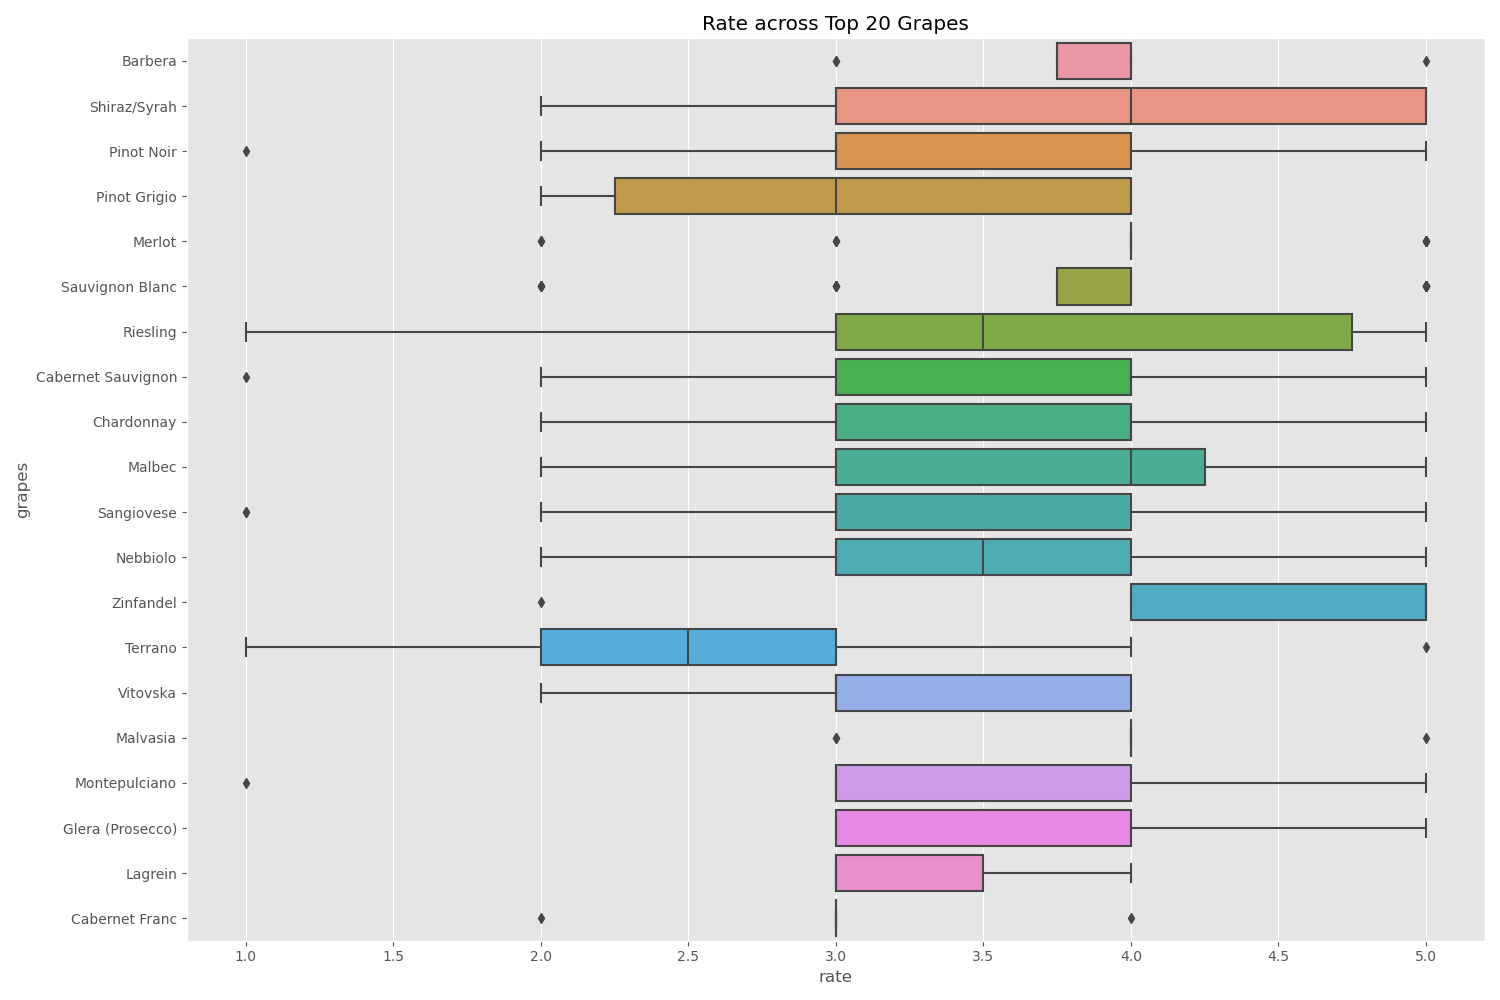 Rate across Top 20 Grapes
Barbera
Shiraz/Syrah
Pinot Noir
Pinot Grigio
Merlot
Sauvignon Blanc
Riesling
Cabernet Sauvignon
Chardonnay
Malbec
Sangiovese
Nebbiolo
Zinfandel
Terrano
Vitovska
Malvasia
Montepulciano
Glera (Prosecco)
Lagrein
Cabernet Franc
grapes
1.0 1.5 2.0 2.5 3.0 3.5 4.0 4.5 5.0
rate